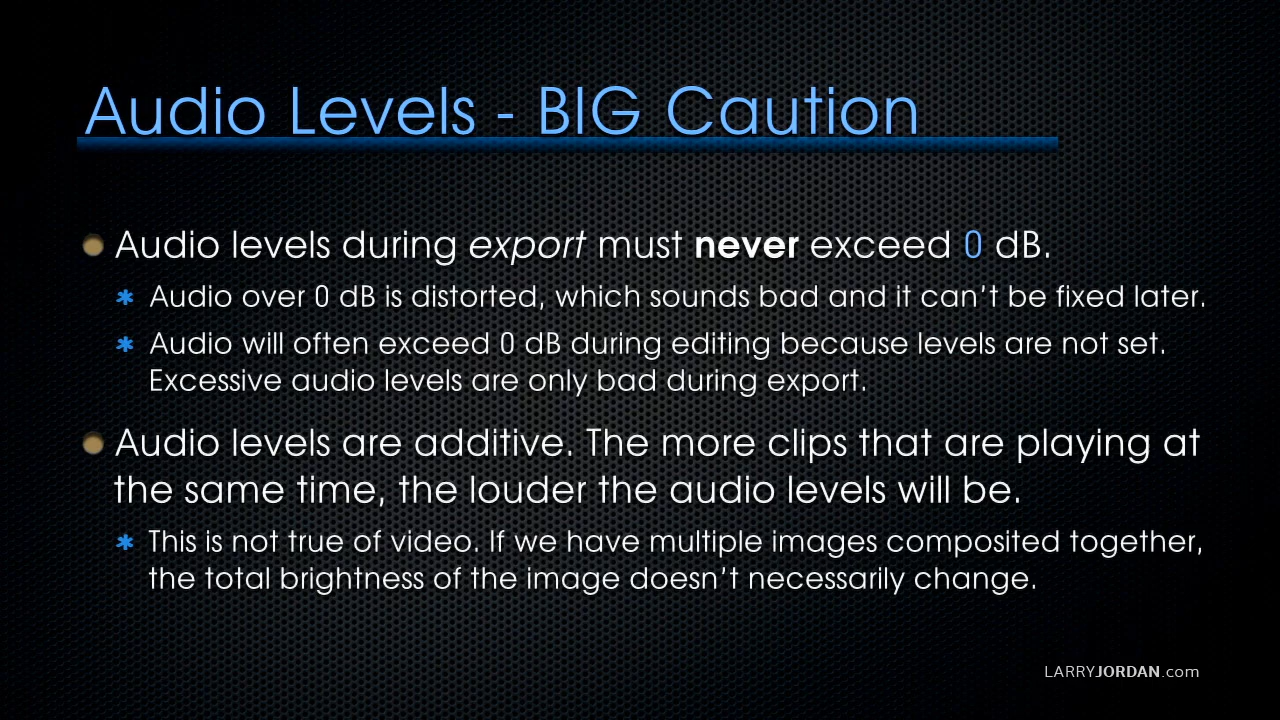 Audio Levels - BIG Caution
Audio levels during export must never exceed 0 dB.
Audio over 0 dB is distorted, which sounds bad and it can’t be fixed later.
Audio will often exceed 0 dB during editing because levels are not set.
Excessive audio levels are only bad during export.
Audio levels are additive. The more clips that are playing at
the same time, the louder the audio levels will be.
This is not true of video. If we have multiple images composited together,
the total brightness of the image doesn’t necessarily change.
LARRYJORDAN.com